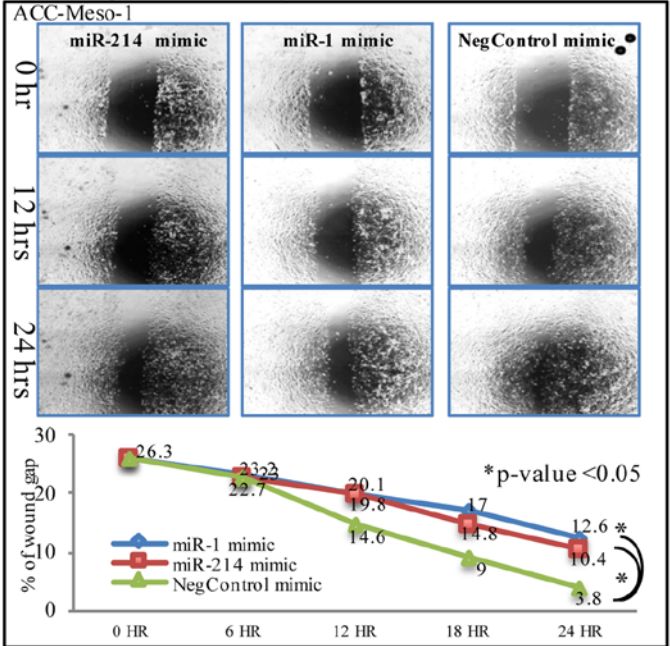 ACC-Meso-1
miR-214 mimic
miR-1 mimic
NegControl mimic
0 hr
12 hrs
24 hrs
% of wound gap
30
20
10
0
26.3
23.2
23
22.7
20.1
19.8
14.6
17
14.8
9
12.6
10.4
3.8
*p-value <0.05
*
*
miR-1 mimic
miR-214 mimic
NegControl mimic
0 HR
6 HR
12 HR
18 HR
24 HR